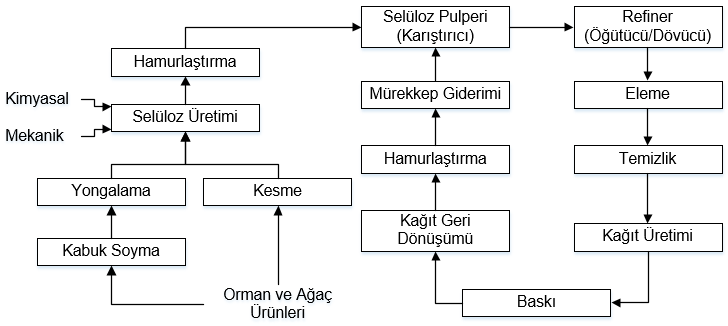 Selüloz Pulperi
(Karıştırıcı)
Refiner
(Öğütücü/Dövücü)
Hamurlaştırma
Kimyasal
Mekanik
Selüloz Üretimi
Mürekkep Giderimi
Eleme
Hamurlaştırma
Temizlik
Yongalama
Kesme
Kağıt Geri
Dönüşümü
Kağıt Üretimi
Kabuk Soyma
Orman ve Ağaç
Ürünleri
Baskı